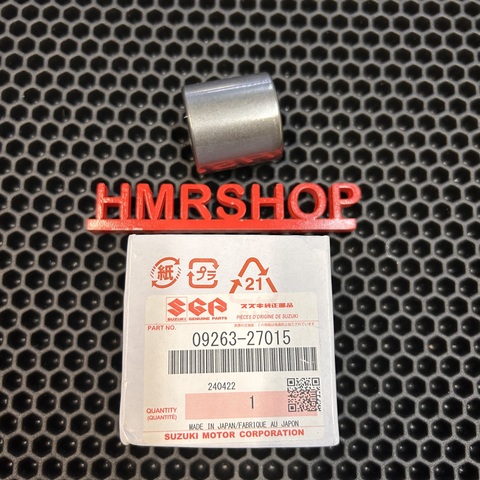 HMRSHOP
紙
プラ
21
SGP
スズキ純正部品
SUZUKI GENUINE PARTS
PIECES D'ORIGINE DE SUZUKI
PART NO.
09263-27015
240422
QUANTITY
(QUANTITÉ)
1
MADE IN JAPAN/FABRIQUE AU JAPON
SUZUKI MOTOR CORPORATION